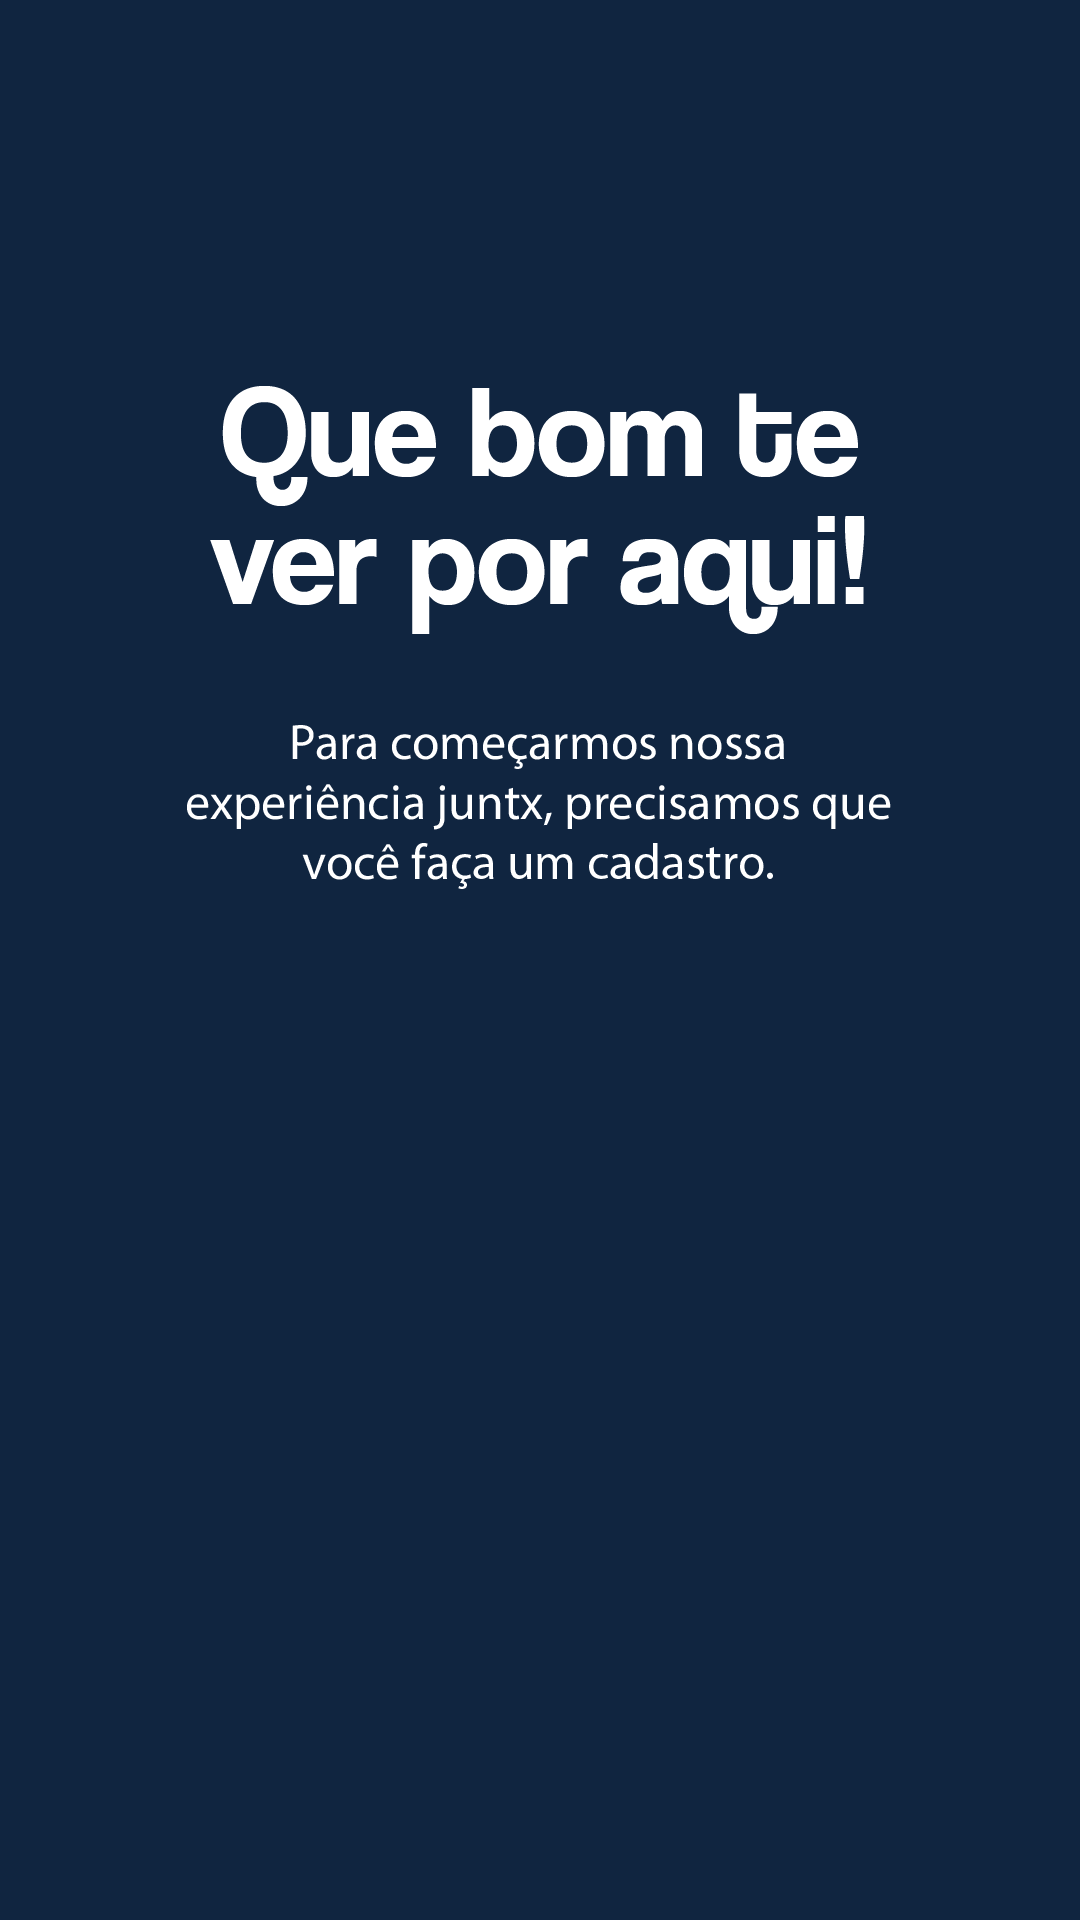 Que bom te
ver por aqui!
Para começarmos nossa
experiência juntx, precisamos que
você faça um cadastro.